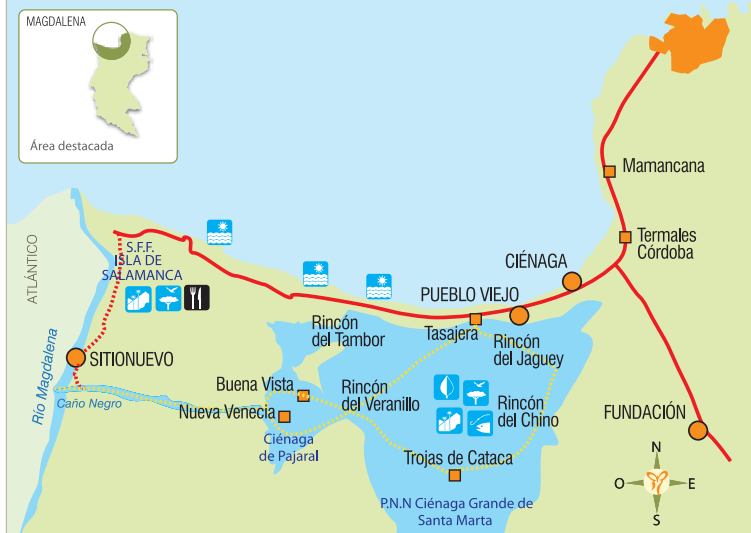 MAGDALENA
Área destacada
Mamancana
Termales
Córdoba
CIÉNAGA
PUEBLO VIEJO
ATLÁNTICO
S.F.F.
ISLA DE
SALAMANCA
Rincón
del Tambor
Tasajera
Rincón
del Jaguey
SITIONUEVO
Río Magdalena
Caño Negro
Buena Vista
Nueva Venecia
Rincón
del Veranillo
Rincón
del Chino
FUNDACIÓN
Ciénaga
de Pajaral
Trojas de Cataca
P.N.N Ciénaga Grande de
Santa Marta
N
O
E
S